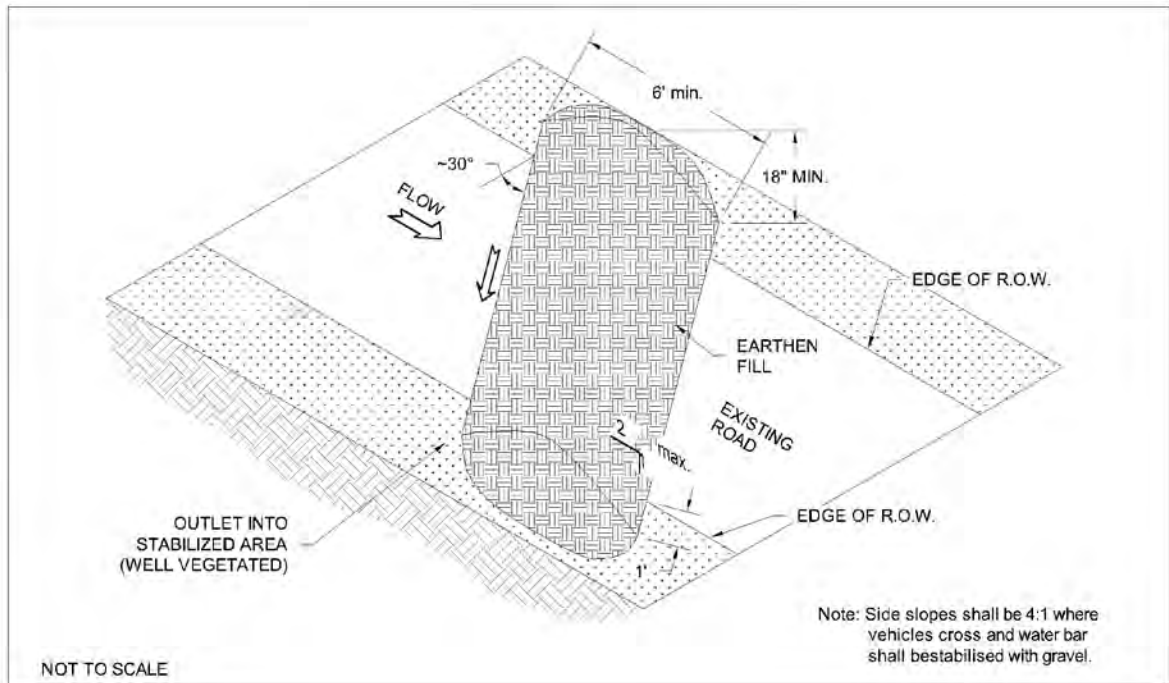 6' min.
18" MIN.
~30°
FLOW
EDGE OF R.O.W.
EARTHEN
FILL
EXISTING
ROAD
2
1 max.
EDGE OF R.O.W.
OUTLET INTO
STABILIZED AREA
(WELL VEGETATED)
1'
Note: Side slopes shall be 4:1 where
vehicles cross and water bar
shall bestabilised with gravel.
NOT TO SCALE